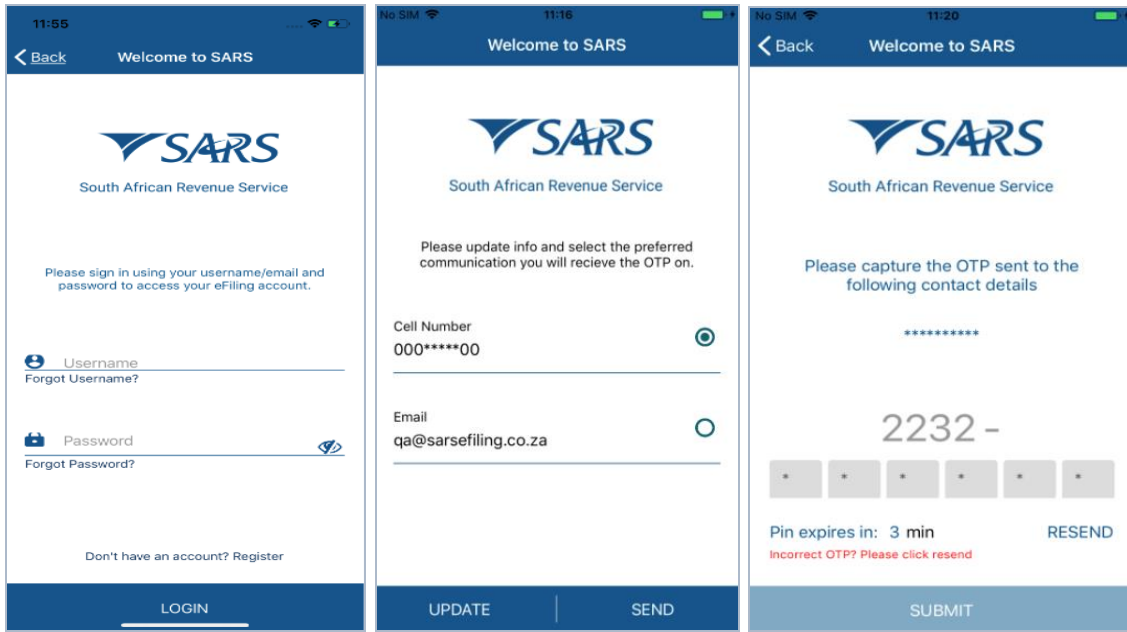 11:55
Back
Welcome to SARS
SARS
South African Revenue Service
Please sign in using your username/email and
password to access your eFiling account.
Username
Forgot Username?
Password
Forgot Password?
Don't have an account? Register
LOGIN
No SIM
11:16
Welcome to SARS
SARS
South African Revenue Service
Please update info and select the preferred
communication you will recieve the OTP on.
Cell Number
000*****00
Email
qa@sarsefiling.co.za
UPDATE
SEND
No SIM
11:20
Back
Welcome to SARS
SARS
South African Revenue Service
Please capture the OTP sent to the
following contact details
**********
2232 -
* * * * * *
Pin expires in: 3 min
RESEND
Incorrect OTP? Please click resend
SUBMIT